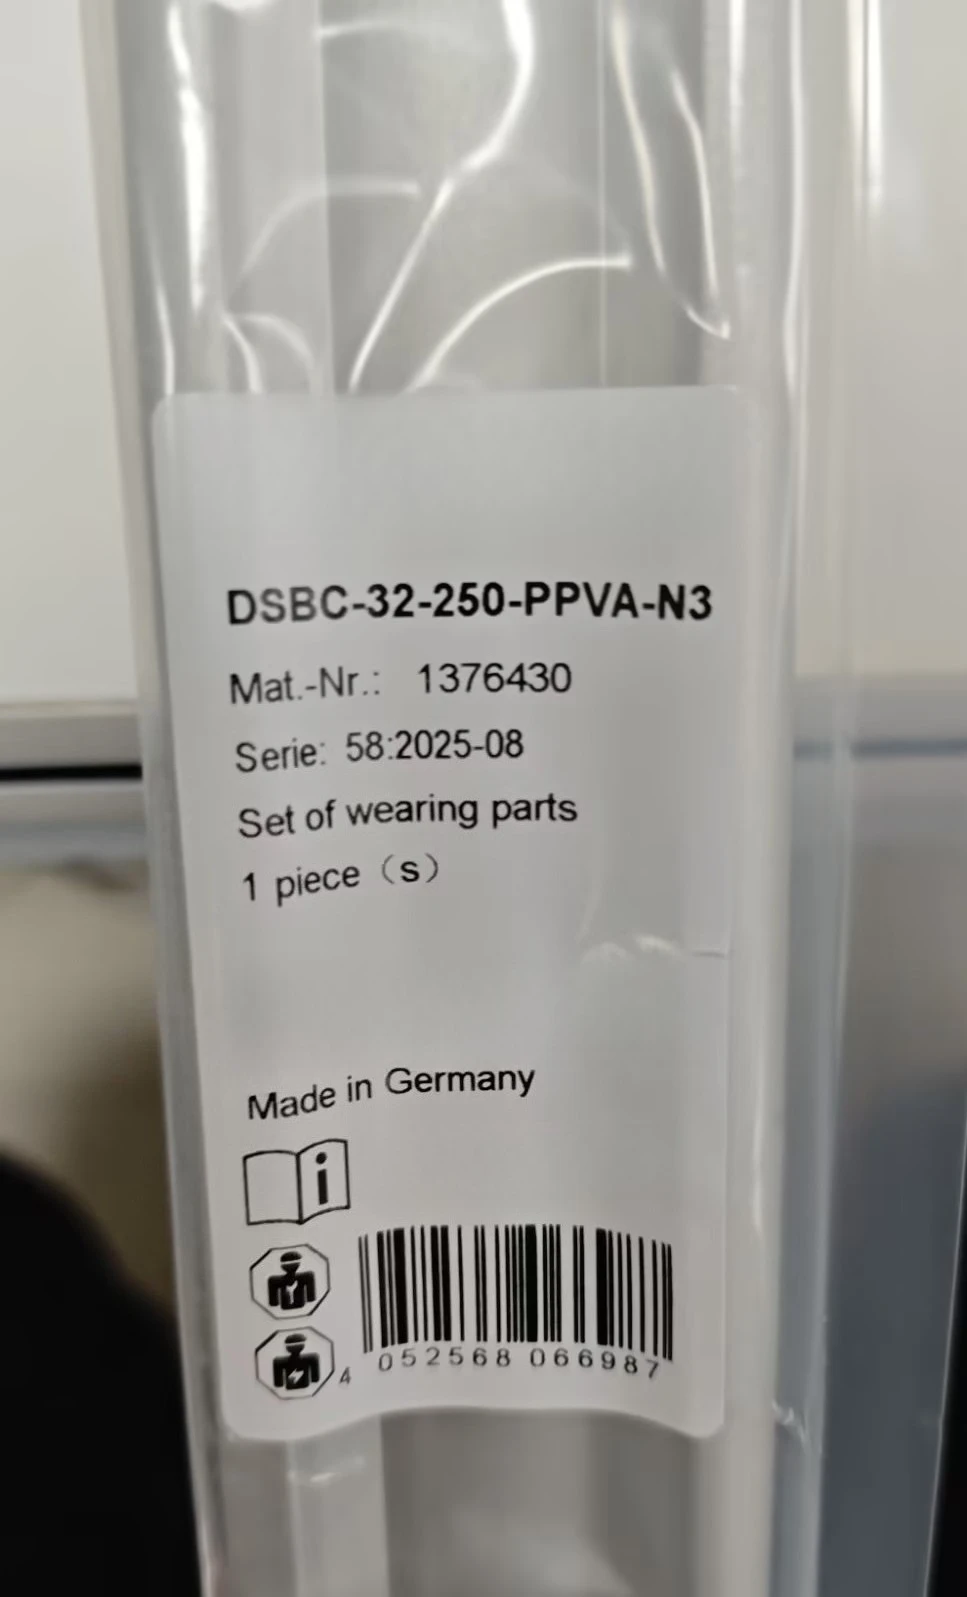 DSBC-32-250-PPVA-N3
Mat.-Nr.: 1376430
Serie: 58:2025-08
Set of wearing parts
1 piece（s）
Made in Germany
i
4 052568 066987